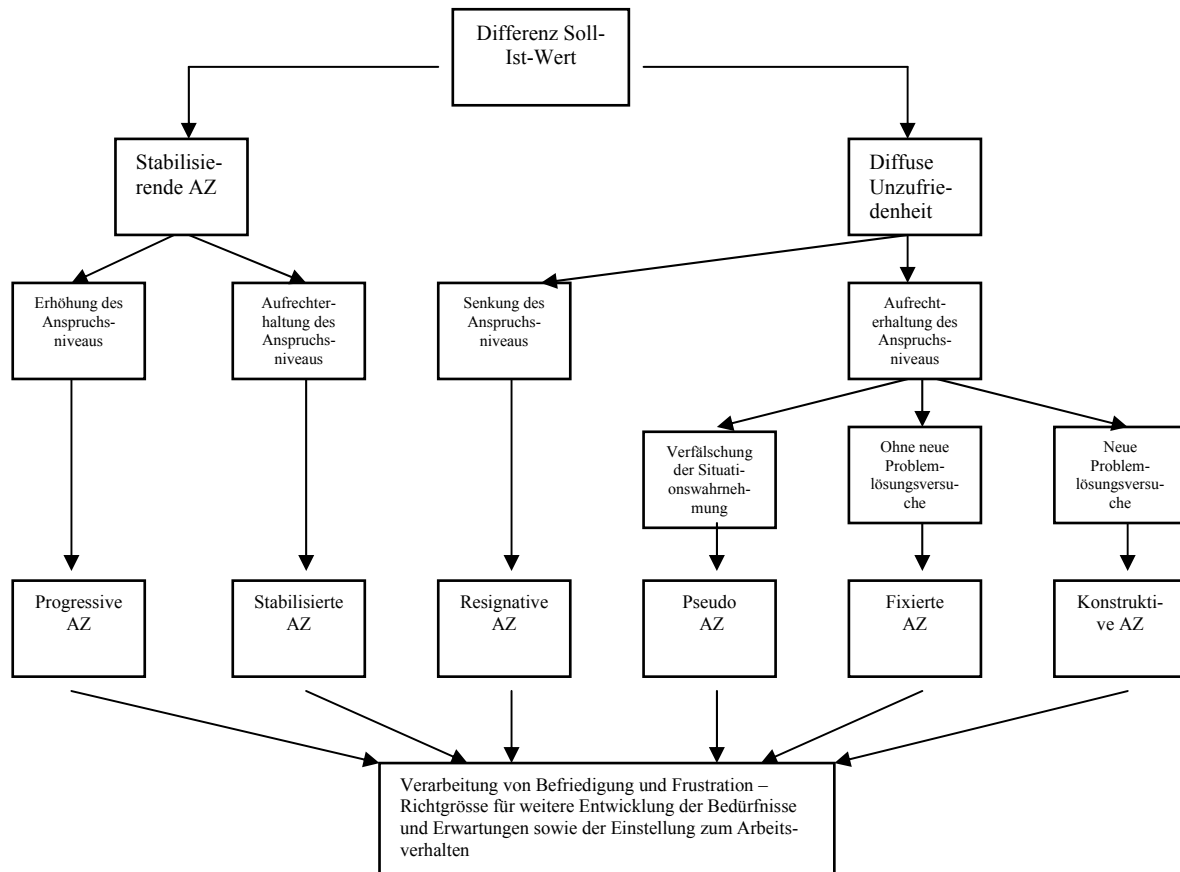 Differenz Soll-
Ist-Wert
Stabilisie-
rende AZ
Diffuse
Unzufrie-
denheit
Erhöhung des
Anspruchs-
niveaus
Aufrechter-
haltung des
Anspruchs-
niveaus
Senkung des
Anspruchs-
niveaus
Aufrecht-
erhaltung des
Anspruchs-
niveaus
Verfälschung
der Situati-
onswahrneh-
mung
Ohne neue
Problem-
lösungsversu-
che
Neue
Problem-
lösungsversu-
che
Progressive
AZ
Stabilisierte
AZ
Resignative
AZ
Pseudo
AZ
Fixierte
AZ
Konstrukti-
ve AZ
Verarbeitung von Befriedigung und Frustration –
Richtgrösse für weitere Entwicklung der Bedürfnisse
und Erwartungen sowie der Einstellung zum Arbeits-
verhalten